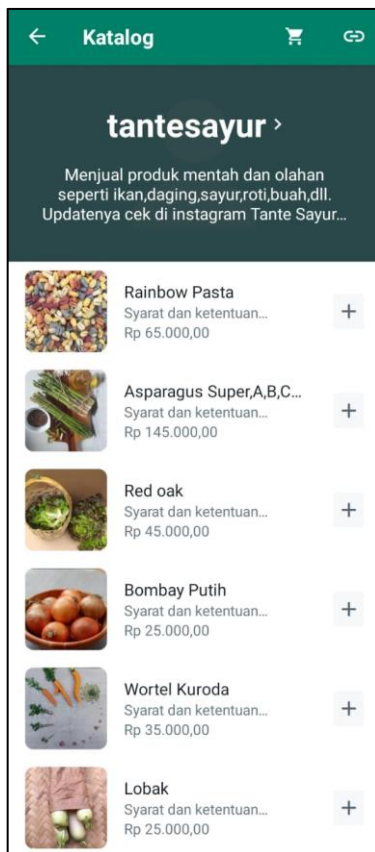 Katalog
tantesayur
Menjual produk mentah dan olahan
seperti ikan,daging,sayur,roti,buah,dll.
Updatenya cek di instagram Tante Sayur...
Rainbow Pasta
Syarat dan ketentuan...
Rp 65.000,00
Asparagus Super,A,B,C...
Syarat dan ketentuan...
Rp 145.000,00
Red oak
Syarat dan ketentuan...
Rp 45.000,00
Bombay Putih
Syarat dan ketentuan...
Rp 25.000,00
Wortel Kuroda
Syarat dan ketentuan...
Rp 35.000,00
Lobak
Syarat dan ketentuan...
Rp 25.000,00